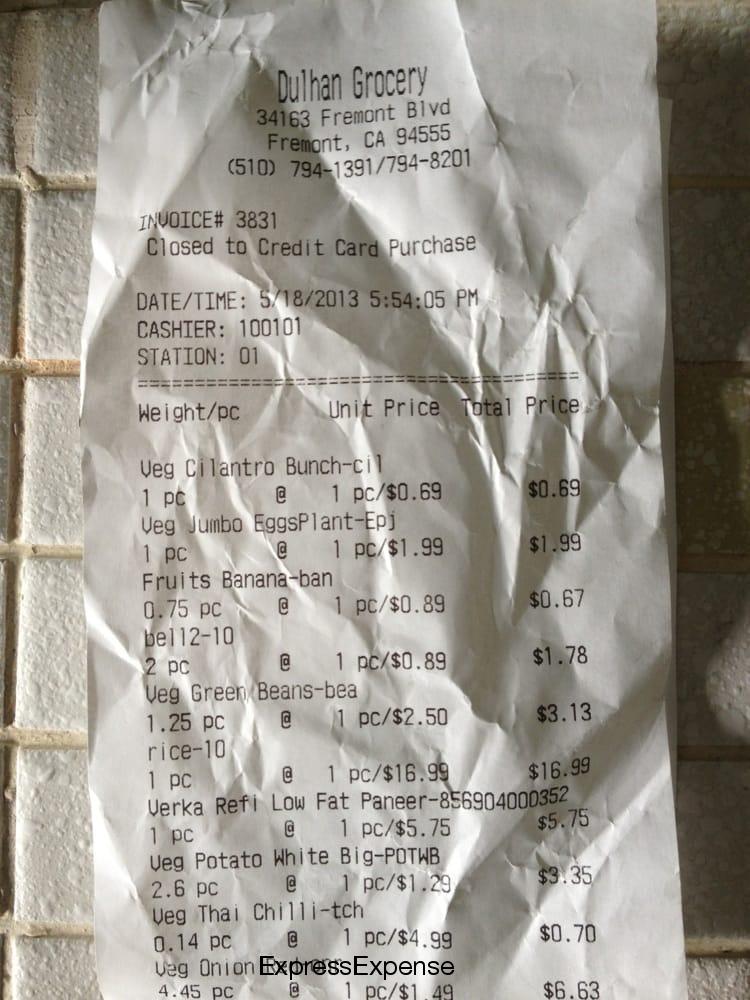 Dulhan Grocery
34163 Fremont Blvd
Fremont, CA 94555
(510) 794-1391/794-8201
INVOICE# 3831
Closed to Credit Card Purchase
DATE/TIME: 5/18/2013 5:54:05 PM
CASHIER: 100101
STATION: 01
=======================================
Weight/pc Unit Price Total Price
Veg Cilantro Bunch-cil
1 pc @ 1 pc/$0.69 $0.69
Veg Jumbo EggsPlant-Epj
1 pc @ 1 pc/$1.99 $1.99
Fruits Banana-ban
0.75 pc @ 1 pc/$0.89 $0.67
bell2-10
2 pc @ 1 pc/$0.89 $1.78
Veg Green Beans-bea
1.25 pc @ 1 pc/$2.50 $3.13
rice-10
1 pc @ 1 pc/$16.99 $16.99
Verka Refi Low Fat Paneer-856904000352
1 pc @ 1 pc/$5.75 $5.75
Veg Potato White Big-POTWB
2.6 pc @ 1 pc/$1.29 $3.35
Veg Thai Chilli-tch
0.14 pc @ 1 pc/$4.99 $0.70
Veg Onion
ExpressExpense
4.45 pc @ 1 pc/$1.49 $6.63